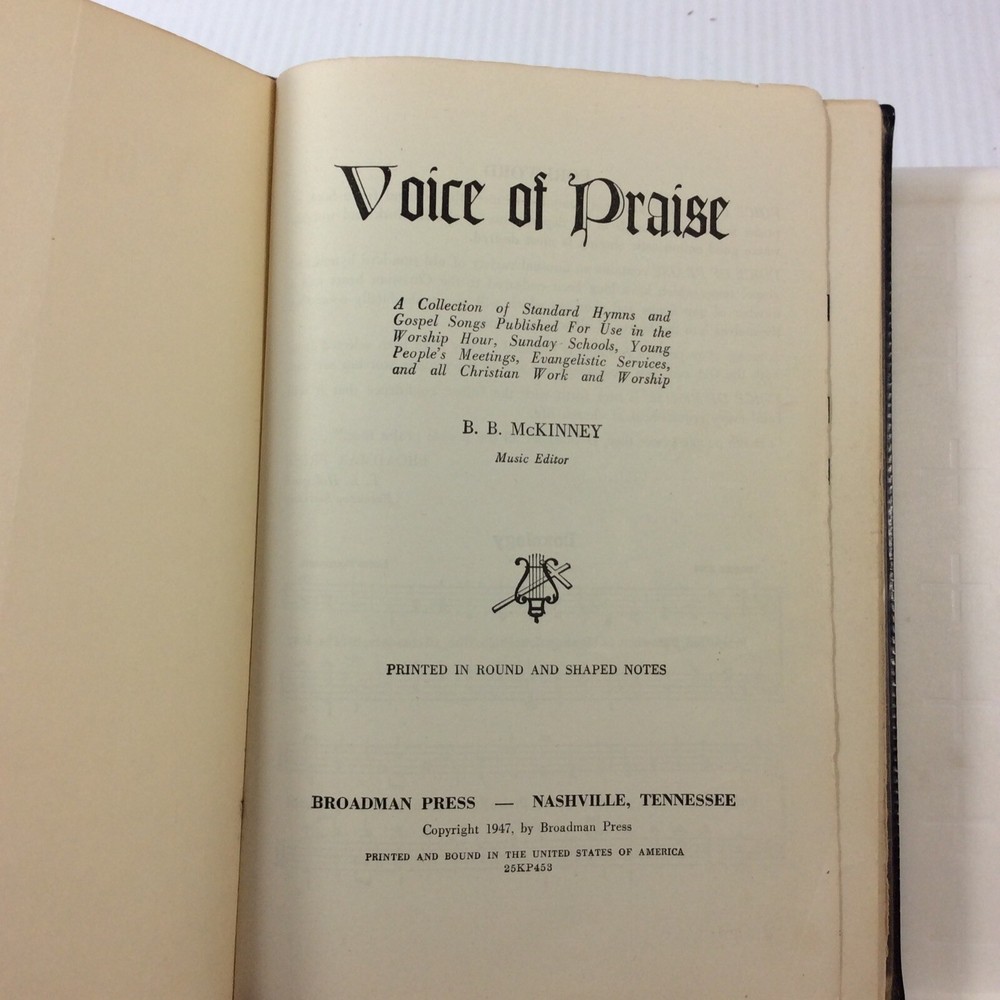 Voice of Praise
A Collection of Standard Hymns and
Gospel Songs Published For Use in the
Worship Hour, Sunday Schools, Young
People's Meetings, Evangelistic Services,
and all Christian Work and Worship
B. B. McKINNEY
Music Editor
PRINTED IN ROUND AND SHAPED NOTES
BROADMAN PRESS — NASHVILLE, TENNESSEE
Copyright 1947, by Broadman Press
PRINTED AND BOUND IN THE UNITED STATES OF AMERICA
25KP453